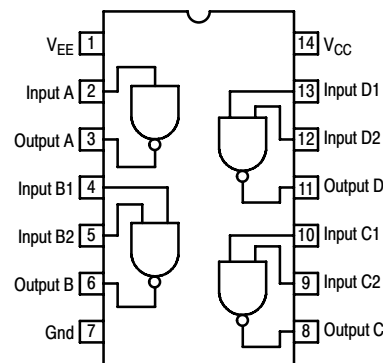 V_EE 1
Input A 2
Output A 3
Input B1 4
Input B2 5
Output B 6
Gnd 7
14 V_CC
13 Input D1
12 Input D2
11 Output D
10 Input C1
9 Input C2
8 Output C